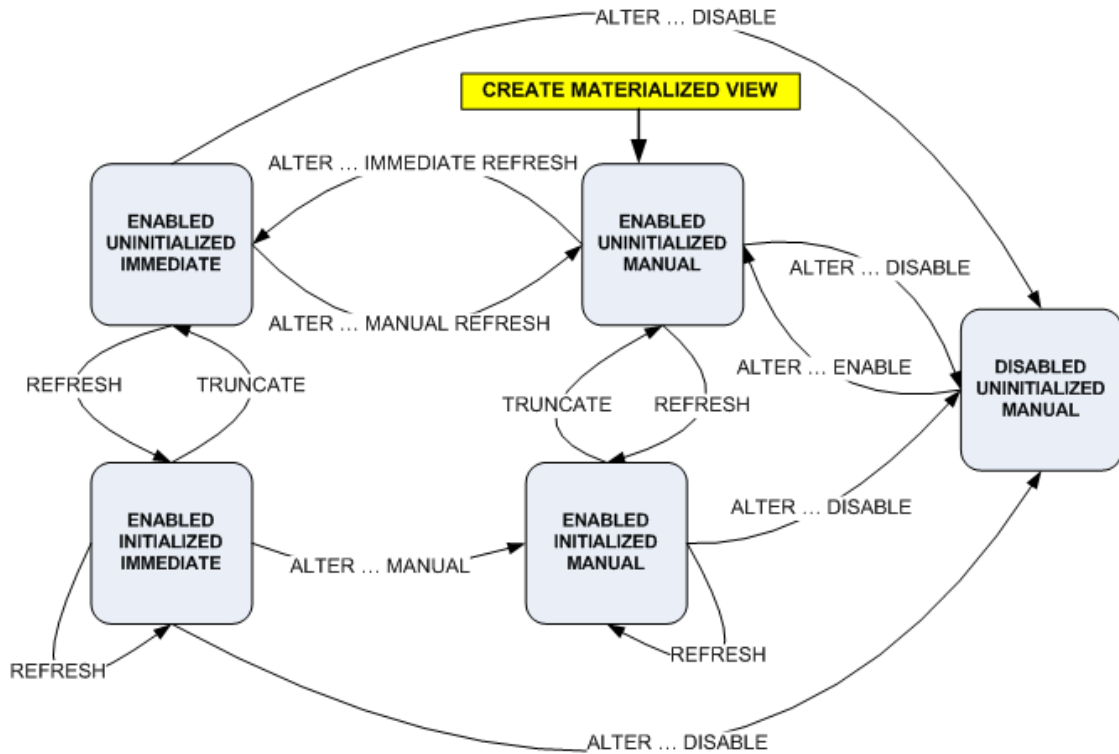 ALTER … DISABLE
CREATE MATERIALIZED VIEW
ALTER … IMMEDIATE REFRESH
ENABLED
UNINITIALIZED
IMMEDIATE
ENABLED
UNINITIALIZED
MANUAL
ALTER … DISABLE
ALTER … MANUAL REFRESH
ALTER … ENABLE
DISABLED
UNINITIALIZED
MANUAL
REFRESH
TRUNCATE
TRUNCATE
REFRESH
ENABLED
INITIALIZED
IMMEDIATE
ALTER … MANUAL
ENABLED
INITIALIZED
MANUAL
ALTER … DISABLE
REFRESH
REFRESH
ALTER … DISABLE